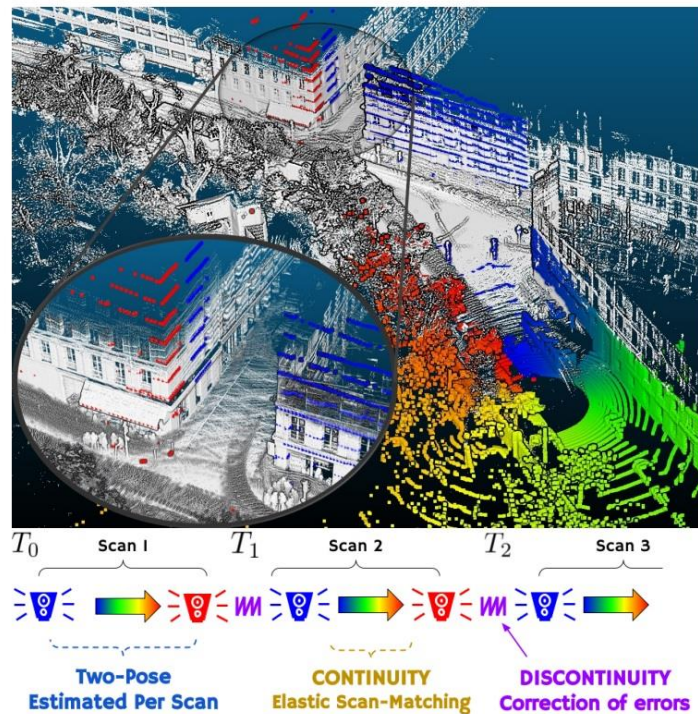 T₀ Scan 1 T₁ Scan 2 T₂ Scan 3
Two-Pose CONTINUITY DISCONTINUITY
Estimated Per Scan Elastic Scan-Matching Correction of errors